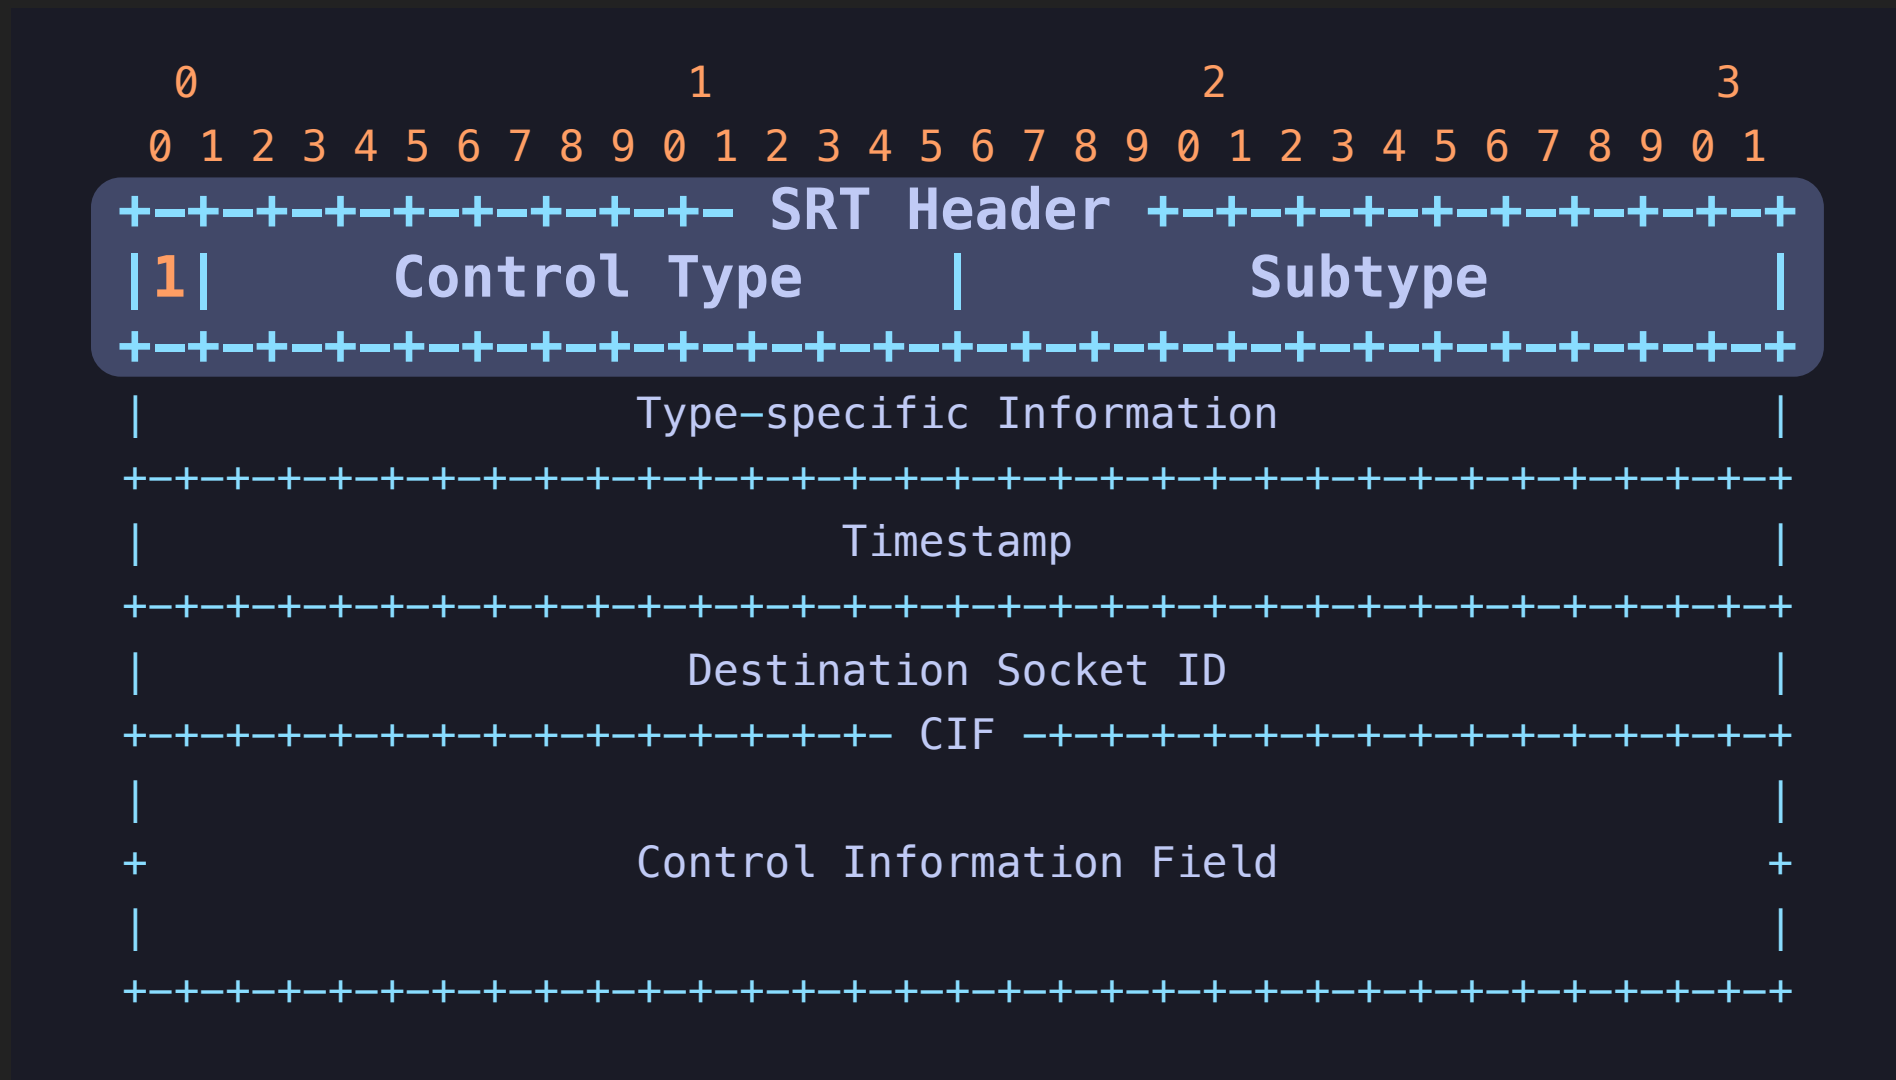 0 1 2 3
0 1 2 3 4 5 6 7 8 9 0 1 2 3 4 5 6 7 8 9 0 1 2 3 4 5 6 7 8 9 0 1
+-+-+-+-+-+-+-+-+- SRT Header +-+-+-+-+-+-+-+-+-+
|1| Control Type | Subtype |
+-+-+-+-+-+-+-+-+-+-+-+-+-+-+-+-+-+-+-+-+-+-+-+-+
| Type-specific Information |
+-+-+-+-+-+-+-+-+-+-+-+-+-+-+-+-+-+-+-+-+-+-+-+-+-+-+-+-+-+-+-+-+
| Timestamp |
+-+-+-+-+-+-+-+-+-+-+-+-+-+-+-+-+-+-+-+-+-+-+-+-+-+-+-+-+-+-+-+-+
| Destination Socket ID |
+-+-+-+-+-+-+-+-+-+-+-+-+-+-+- CIF -+-+-+-+-+-+-+-+-+-+-+-+-+-+-+
| |
+ Control Information Field +
| |
+-+-+-+-+-+-+-+-+-+-+-+-+-+-+-+-+-+-+-+-+-+-+-+-+-+-+-+-+-+-+-+-+